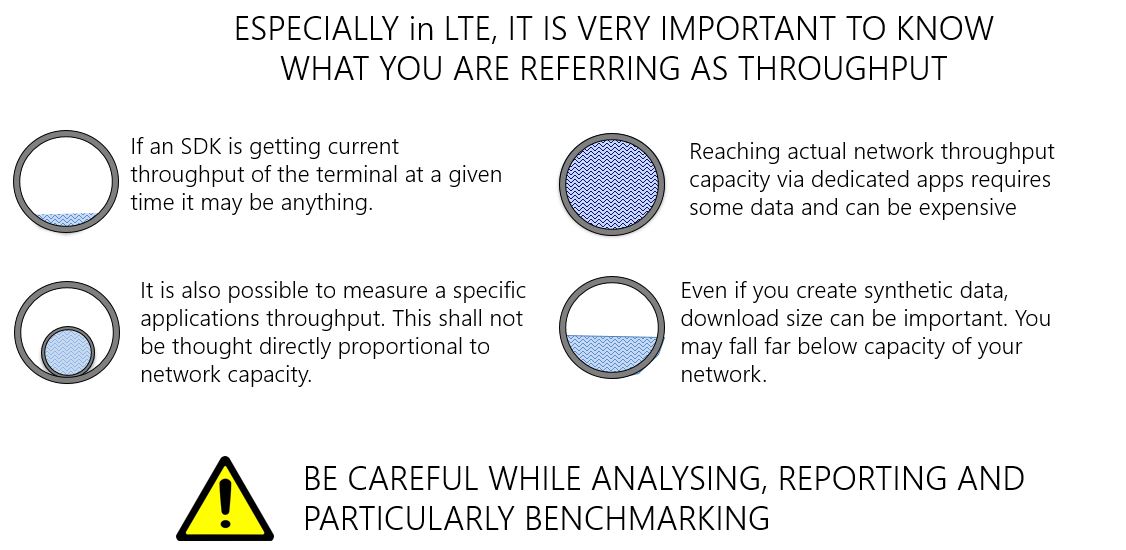 ESPECIALLY in LTE, IT IS VERY IMPORTANT TO KNOW
WHAT YOU ARE REFERRING AS THROUGHPUT
If an SDK is getting current
throughput of the terminal at a given
time it may be anything.
Reaching actual network throughput
capacity via dedicated apps requires
some data and can be expensive
It is also possible to measure a specific
applications throughput. This shall not
be thought directly proportional to
network capacity.
Even if you create synthetic data,
download size can be important. You
may fall far below capacity of your
network.
BE CAREFUL WHILE ANALYSING, REPORTING AND
PARTICULARLY BENCHMARKING